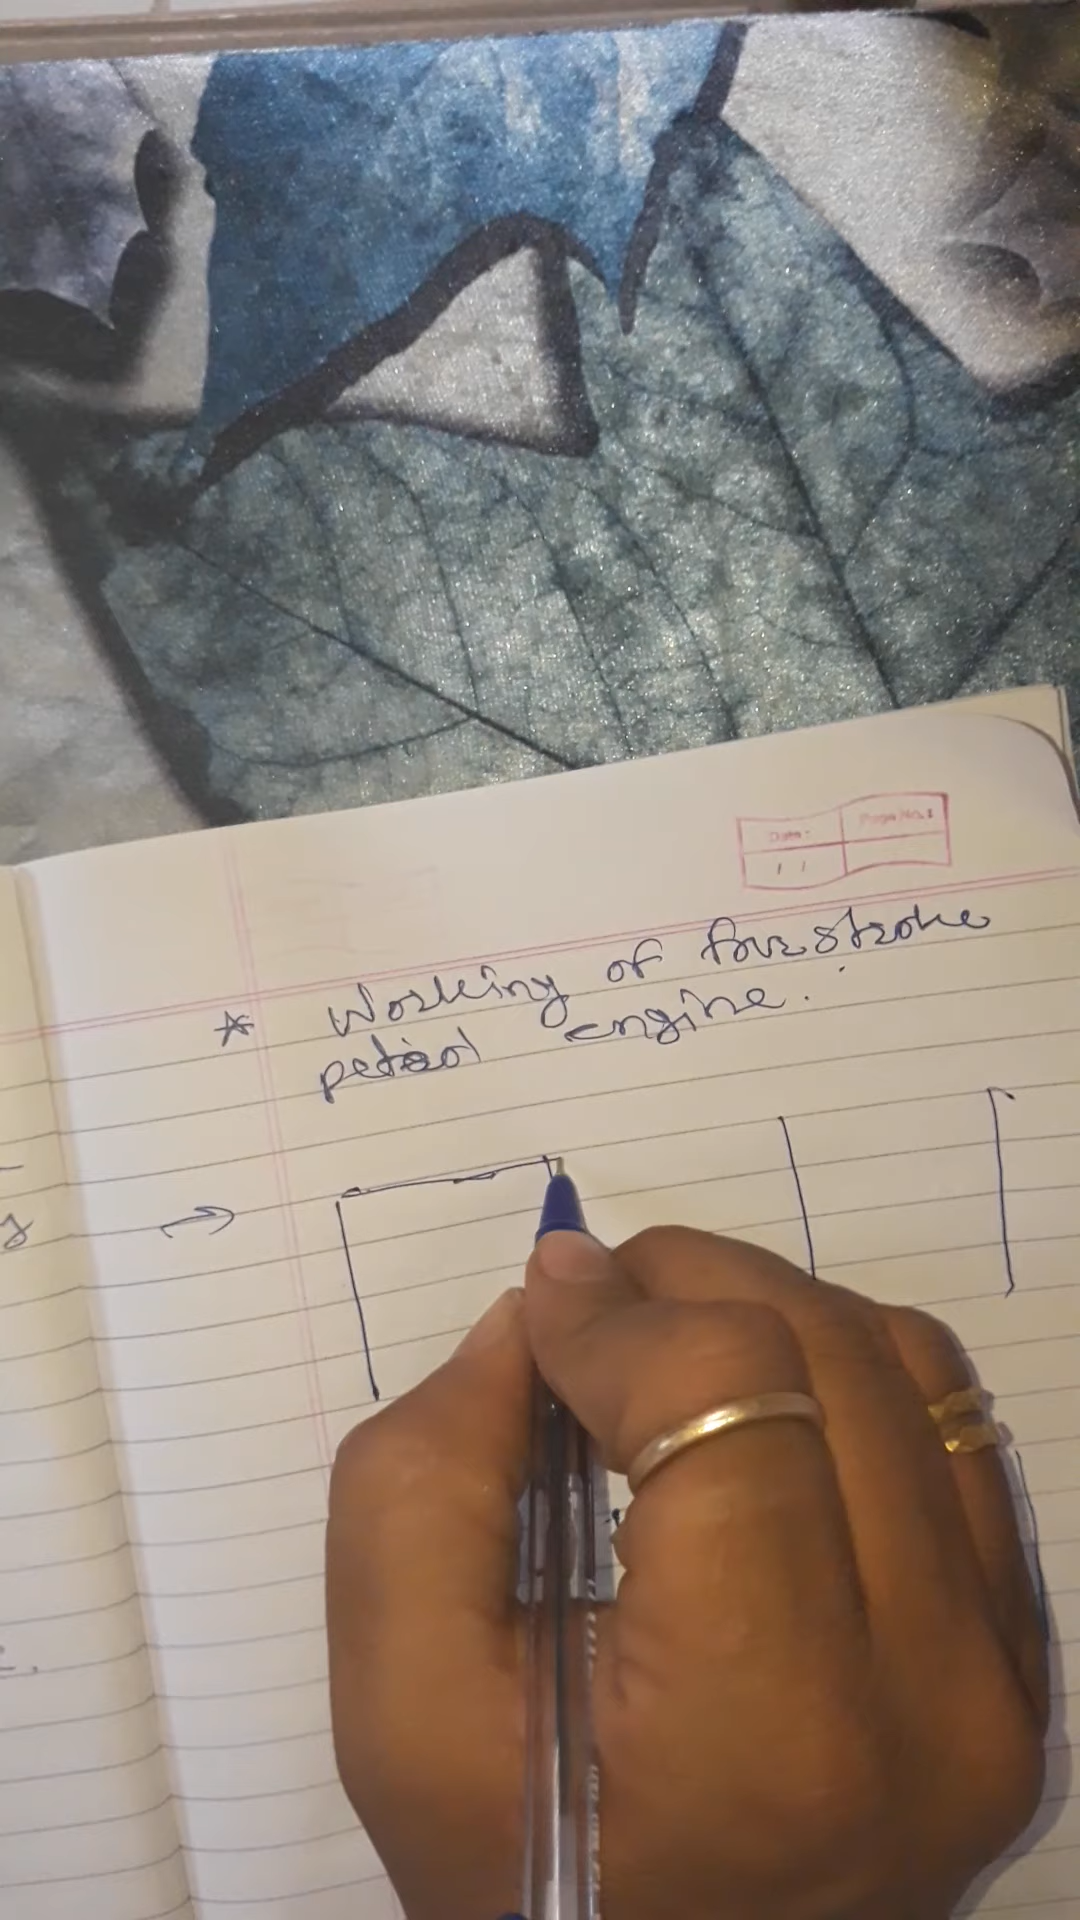 Date:
Page No.:
* Working of four stroke
petrol engine.
→